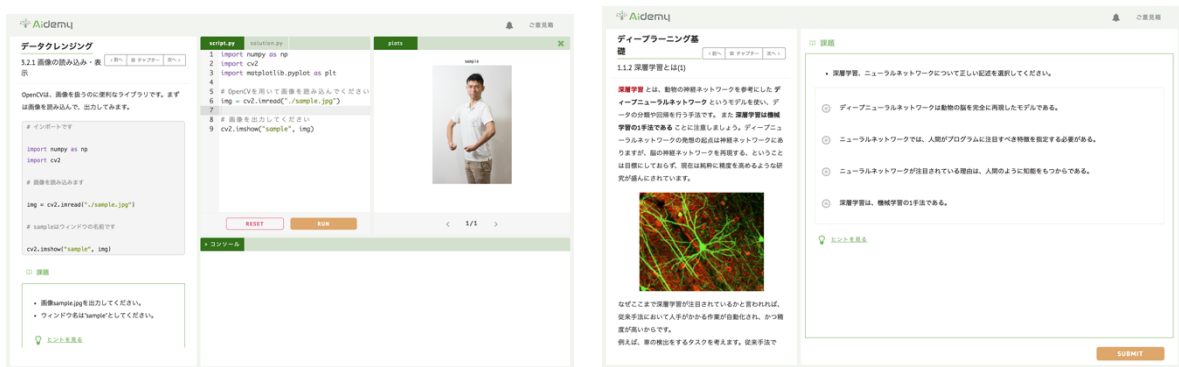 Aidemy
ご意見箱
データクレンジング
3.2.1 画像の読み込み・表
示
<前へ
チャプター
次へ>
OpenCVは、画像を扱うのに便利なライブラリです。まず
は画像を読み込んで、出力してみます。
# インポートです
import numpy as np
import cv2
# 画像を読み込みます
img = cv2.imread("./sample.jpg")
# sampleはウィンドウの名前です
cv2.imshow("sample", img)
課題
• 画像sample.jpgを出力してください。
• ウィンドウ名は"sample"としてください。
ヒントを見る
script.py
solution.py
1 import numpy as np
2 import cv2
3 import matplotlib.pyplot as plt
4
5 # OpenCVを用いて画像を読み込んでください
6 img = cv2.imread("./sample.jpg")
7
8 # 画像を出力してください
9 cv2.imshow("sample", img)
RESET
RUN
plots
sample
< 1/1 >
> コンソール
Aidemy
ご意見箱
ディープラーニング基
礎
<前へ
チャプター
次へ>
1.1.2 深層学習とは(1)
深層学習 とは、動物の神経ネットワークを参考にした デ
ィープニューラルネットワーク というモデルを使い、デ
ータの分類や回帰を行う手法です。 また 深層学習は機械
学習の1手法である ことに注意しましょう。ディープニュ
ーラルネットワークの発想の起点は神経ネットワークにあ
りますが、脳の神経ネットワークを再現する、ということ
は目標にしておらず、現在は純粋に精度を高めるような研
究が盛んにされています。
なぜここまで深層学習が注目されているかと言われれば、
従来手法において人手がかかる作業が自動化され、かつ精
度が高いからです。
例えば、車の検出をするタスクを考えます。従来手法で
課題
• 深層学習、ニューラルネットワークについて正しい記述を選択してください。
ディープニューラルネットワークは動物の脳を完全に再現したモデルである。
ニューラルネットワークでは、人間がプログラムに注目すべき特徴を指定する必要がある。
ニューラルネットワークが注目されている理由は、人間のように知能をもつからである。
深層学習は、機械学習の1手法である。
ヒントを見る
SUBMIT